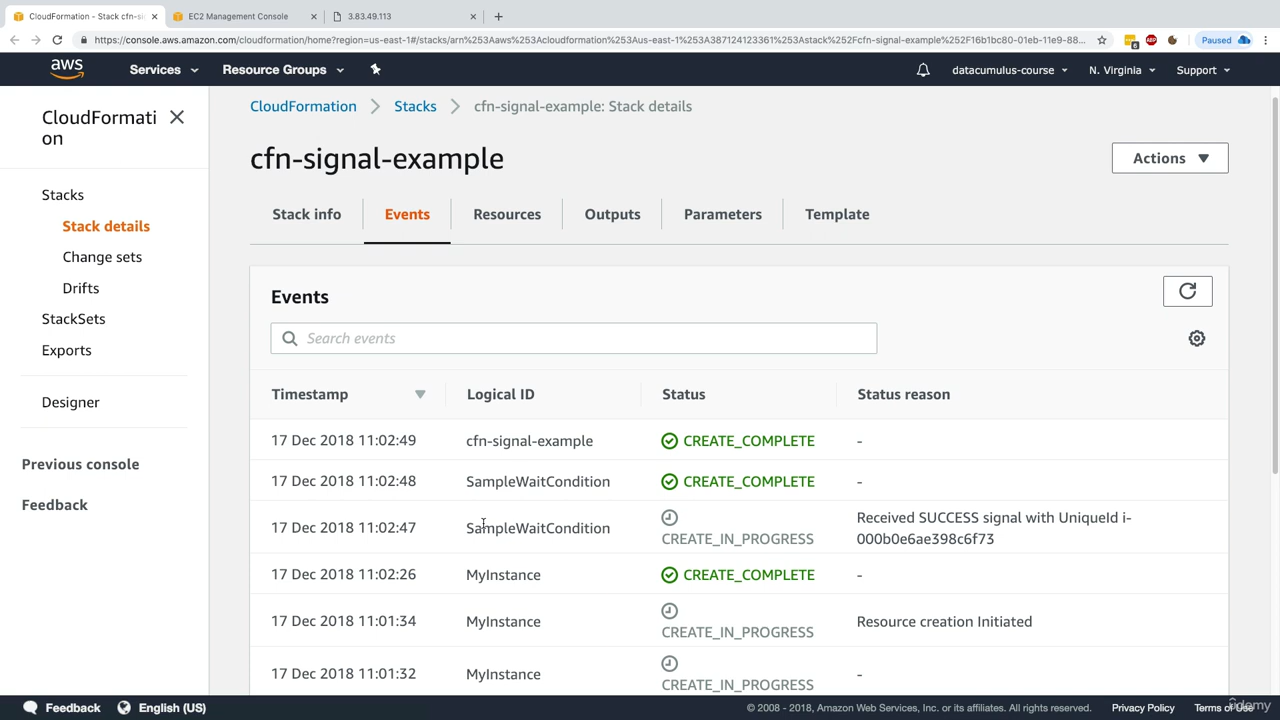 CloudFormation - Stack cfn-si
EC2 Management Console
3.83.49.113
https://console.aws.amazon.com/cloudformation/home?region=us-east-1#/stacks/arn%253Aaws%253Acloudformation%253Aus-east-1%253A387124123361%253Astack%252Fcfn-signal-example%252F16b1bc80-01eb-11e9-88...
6
ABP
Paused
aws
Services
Resource Groups
datacumulus-course
N. Virginia
Support
CloudFormati
on
Stacks
Stack details
Change sets
Drifts
StackSets
Exports
Designer
Previous console
Feedback
CloudFormation > Stacks > cfn-signal-example: Stack details
cfn-signal-example
Actions
Stack info Events Resources Outputs Parameters Template
Events
Search events
Timestamp Logical ID Status Status reason
17 Dec 2018 11:02:49 cfn-signal-example CREATE_COMPLETE -
17 Dec 2018 11:02:48 SampleWaitCondition CREATE_COMPLETE -
17 Dec 2018 11:02:47 SampleWaitCondition CREATE_IN_PROGRESS Received SUCCESS signal with UniqueId i-
000b0e6ae398c6f73
17 Dec 2018 11:02:26 MyInstance CREATE_COMPLETE -
17 Dec 2018 11:01:34 MyInstance CREATE_IN_PROGRESS Resource creation Initiated
17 Dec 2018 11:01:32 MyInstance CREATE_IN_PROGRESS -
Feedback
English (US)
© 2008 - 2018, Amazon Web Services, Inc. or its affiliates. All rights reserved.
Privacy Policy
Terms of Use
Udemy